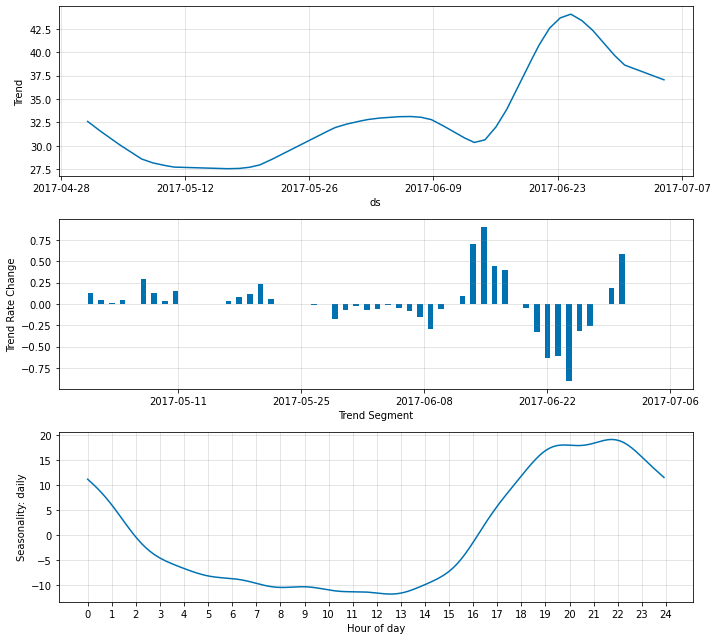 42.5
40.0
37.5
35.0
32.5
30.0
27.5
Trend
2017-04-28 2017-05-12 2017-05-26 2017-06-09 2017-06-23 2017-07-07
ds
0.75
0.50
0.25
0.00
−0.25
−0.50
−0.75
Trend Rate Change
2017-05-11 2017-05-25 2017-06-08 2017-06-22 2017-07-06
Trend Segment
20
15
10
5
0
−5
−10
Seasonality: daily
0 1 2 3 4 5 6 7 8 9 10 11 12 13 14 15 16 17 18 19 20 21 22 23 24
Hour of day